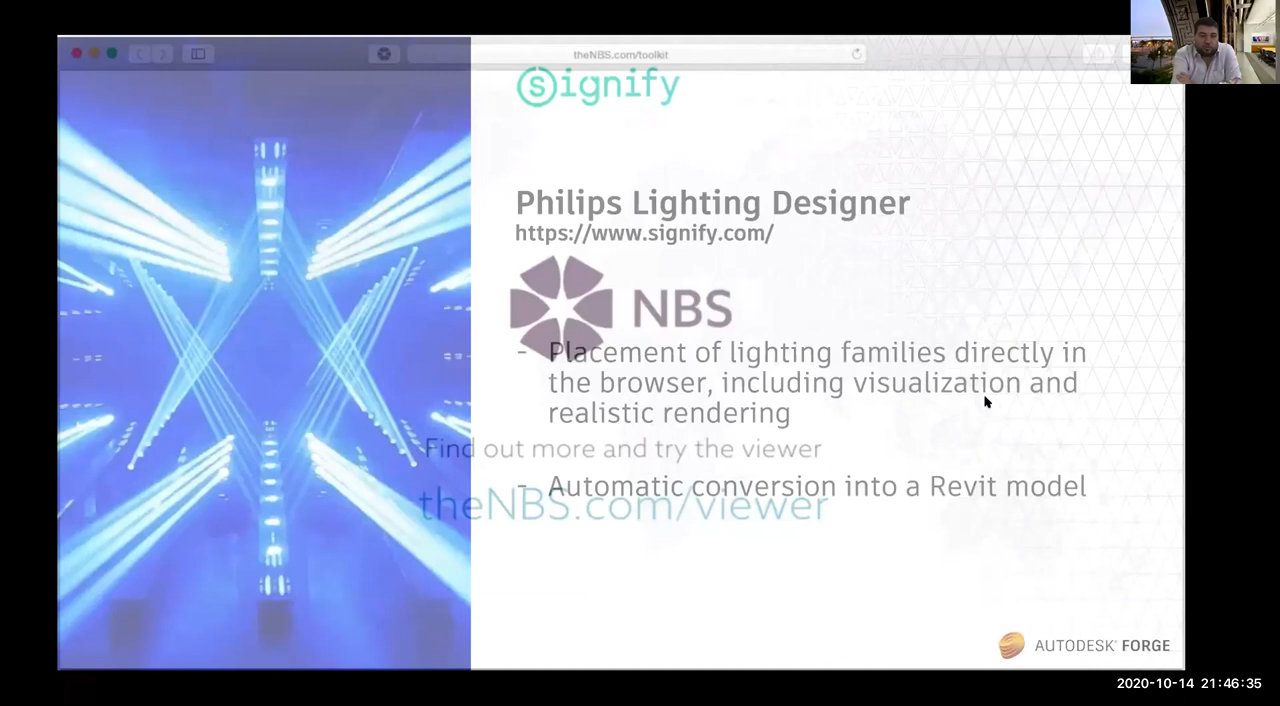 theNBS.com/toolkit
signify
Philips Lighting Designer
https://www.signify.com/
NBS
- Placement of lighting families directly in
the browser, including visualization and
realistic rendering
Find out more and try the viewer
- Automatic conversion into a Revit model
theNBS.com/viewer
AUTODESK® FORGE
2020-10-14 21:46:35